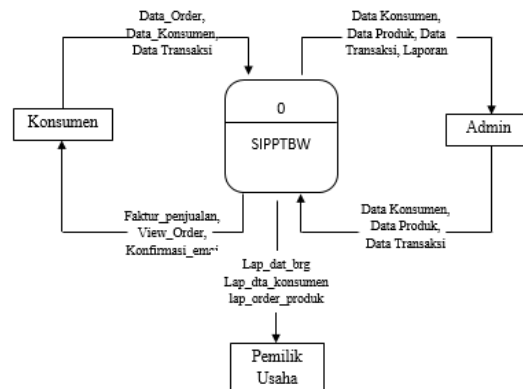 Data_Order,
Data_Konsumen,
Data Transaksi
Data Konsumen,
Data Produk, Data
Transaksi, Laporan
0
SIPPTBW
Konsumen
Admin
Faktur_penjualan,
View_Order,
Data Konsumen,
Data Produk,
Data Transaksi
Lap_dat_brg
Lap_dta_konsumen
lap_order_produk
Pemilik
Usaha